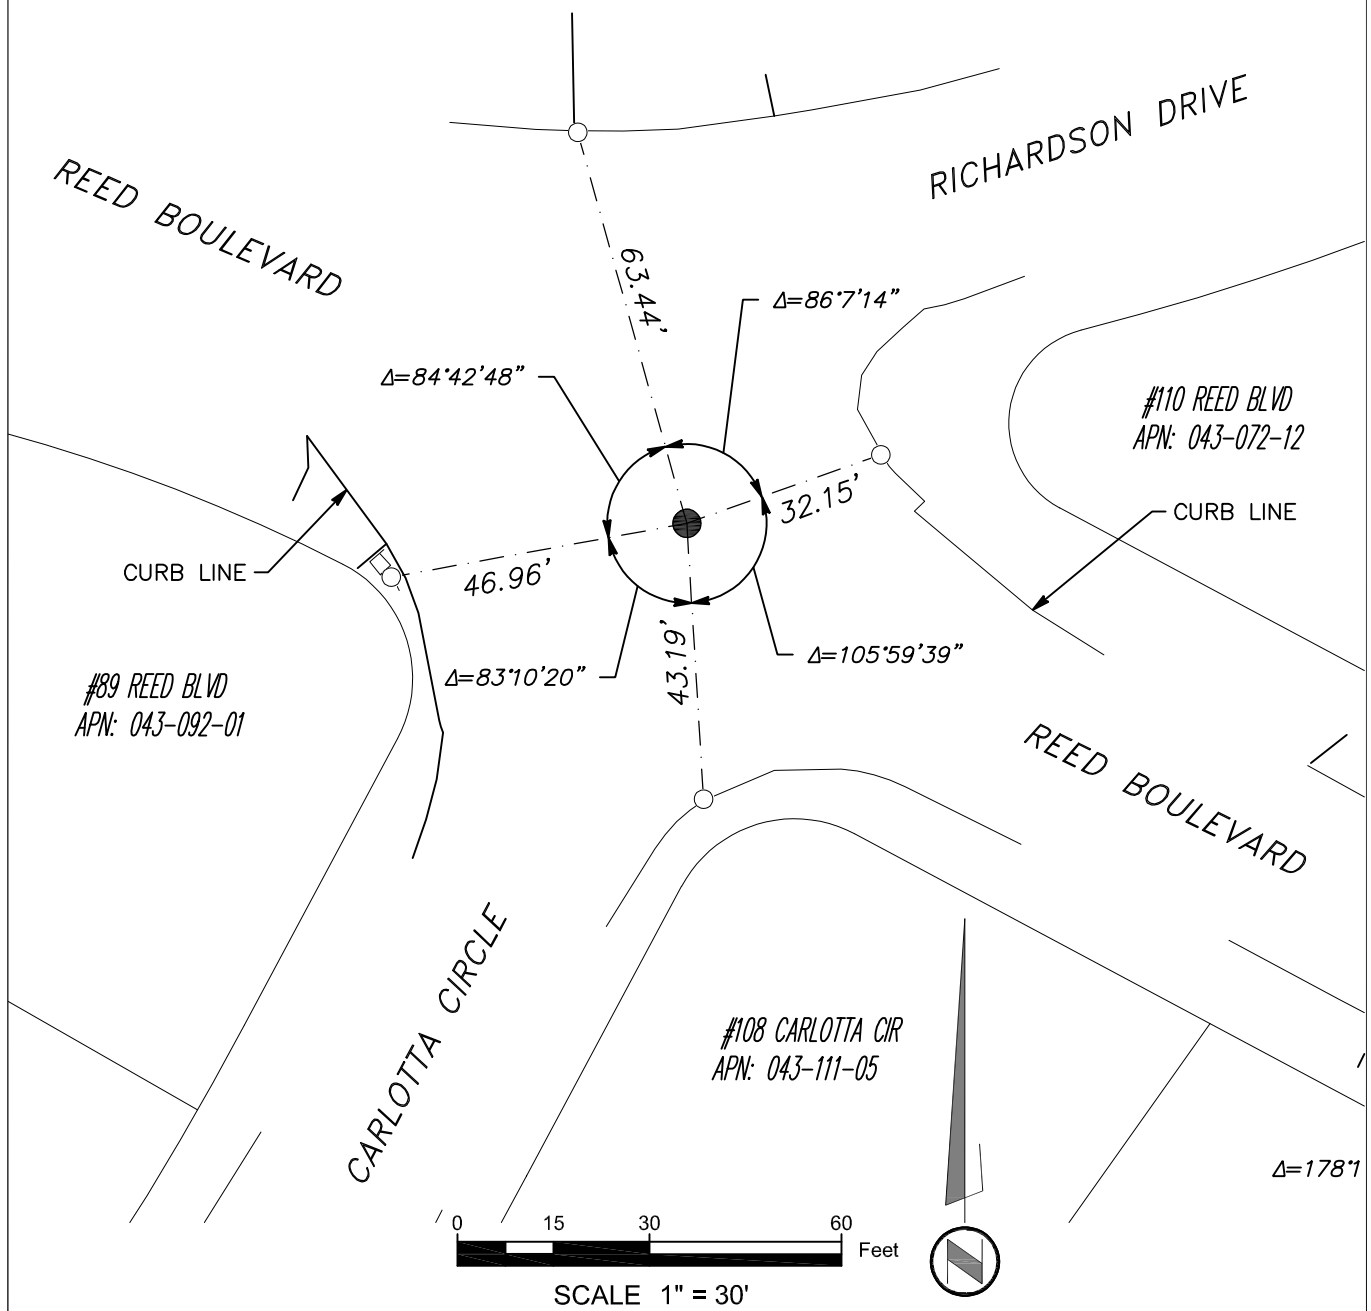 RICHARDSON DRIVE
REED BOULEVARD
63.44'
Δ=86°7'14"
Δ=84°42'48"
#110 REED BLVD
APN: 043-072-12
32.15'
CURB LINE
CURB LINE
46.96'
43.19'
Δ=105°59'39"
Δ=83°10'20"
#89 REED BLVD
APN: 043-092-01
REED BOULEVARD
CARLOTTA CIRCLE
#108 CARLOTTA CIR
APN: 043-111-05
Δ=178°1
0 15 30 60
Feet
SCALE 1" = 30'
N